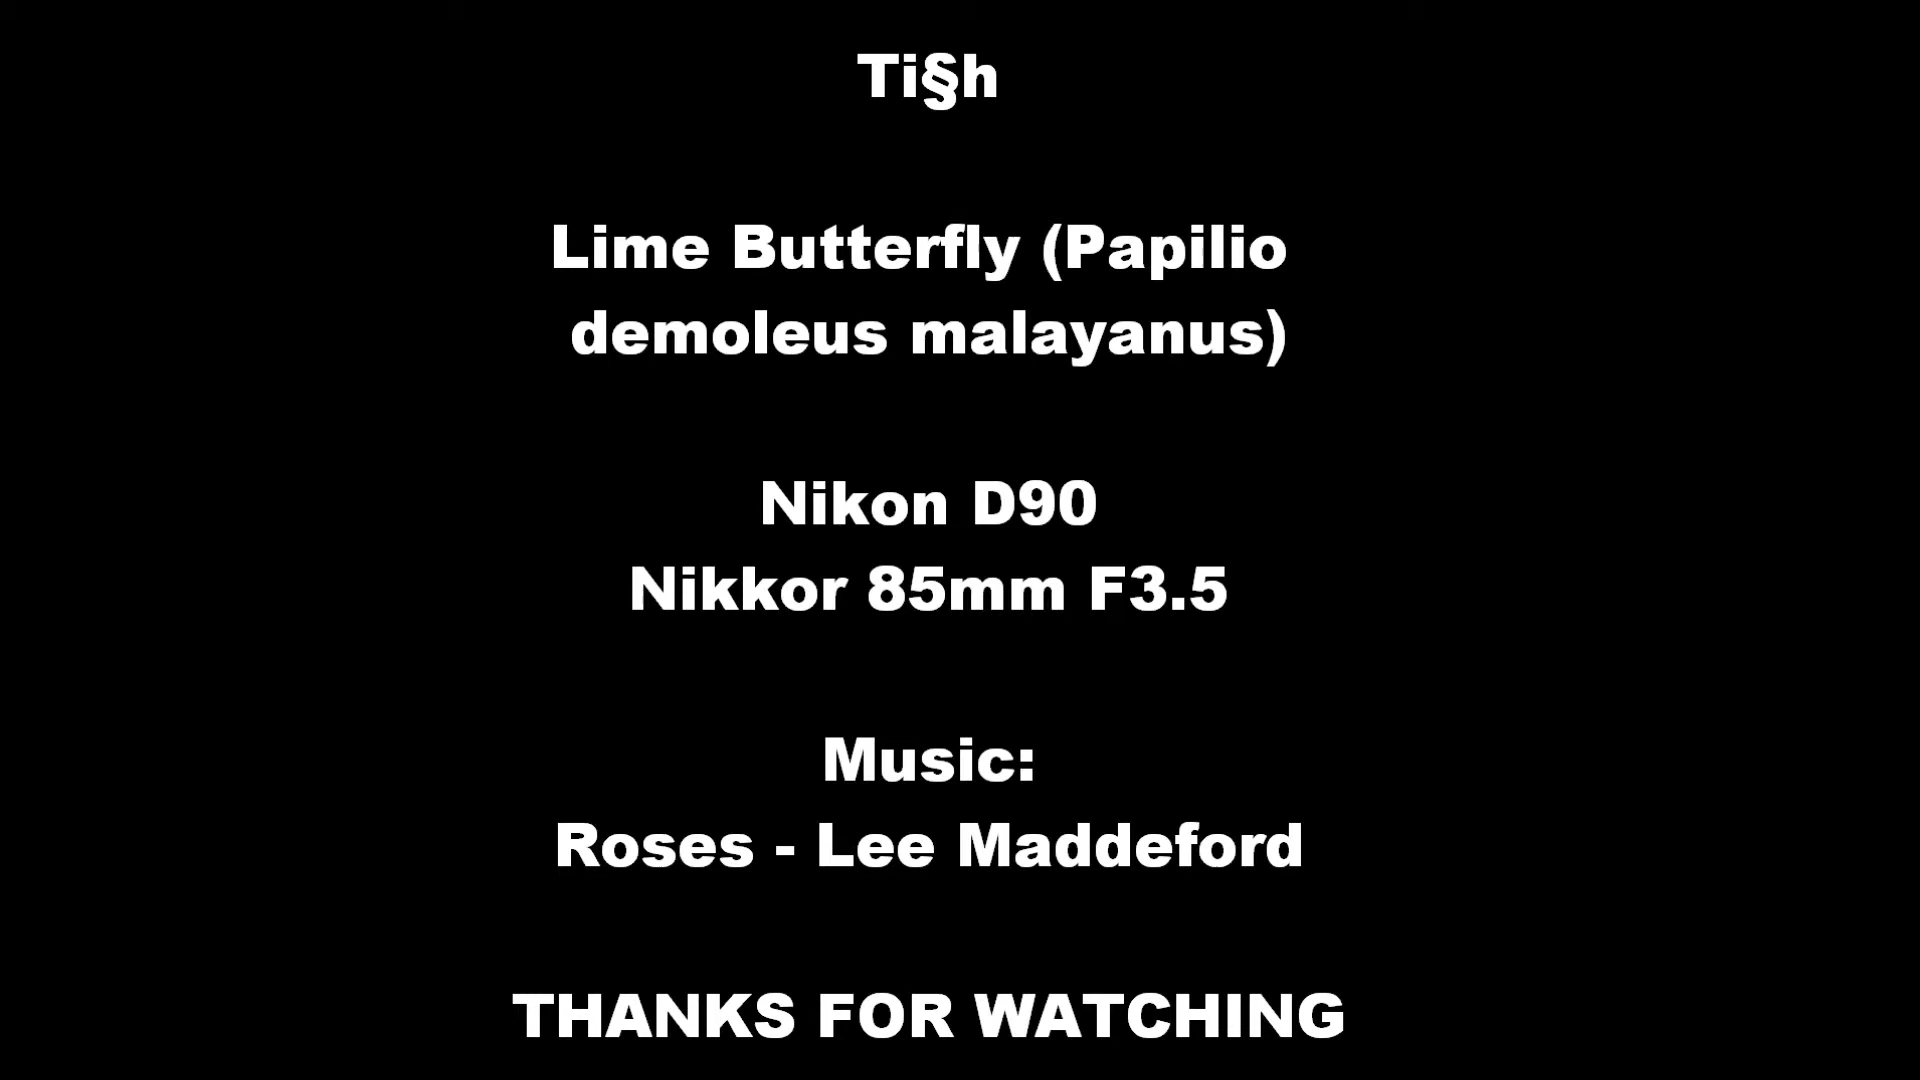 Ti§h
Lime Butterfly (Papilio
demoleus malayanus)
Nikon D90
Nikkor 85mm F3.5
Music:
Roses - Lee Maddeford
THANKS FOR WATCHING